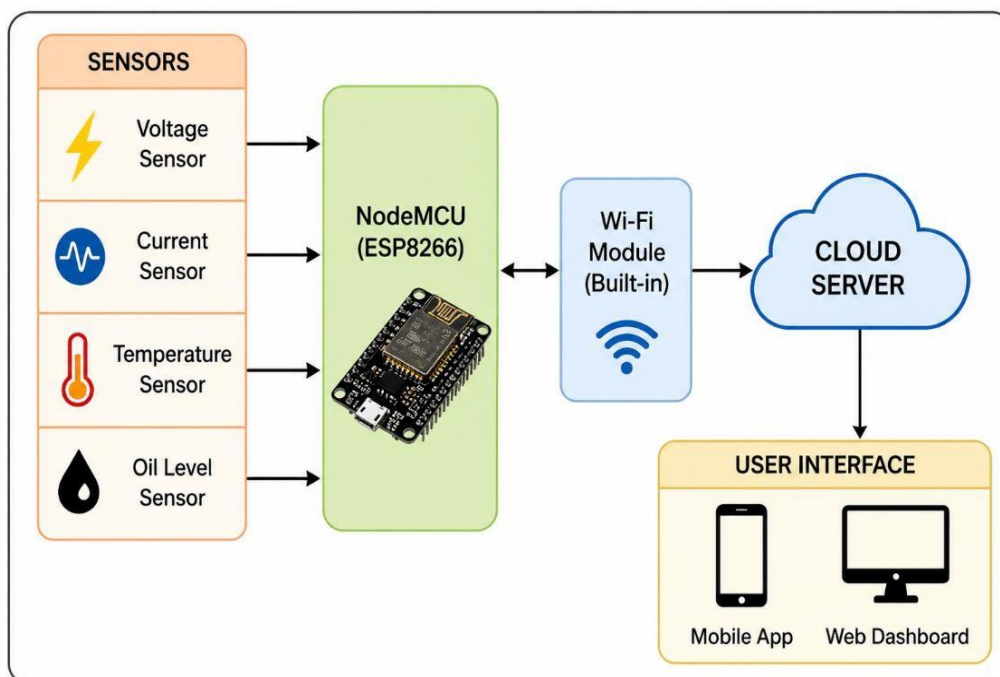 SENSORS
Voltage
Sensor
Current
Sensor
Temperature
Sensor
Oil Level
Sensor
NodeMCU
(ESP8266)
Wi-Fi
Module
(Built-in)
CLOUD
SERVER
USER INTERFACE
Mobile App
Web Dashboard